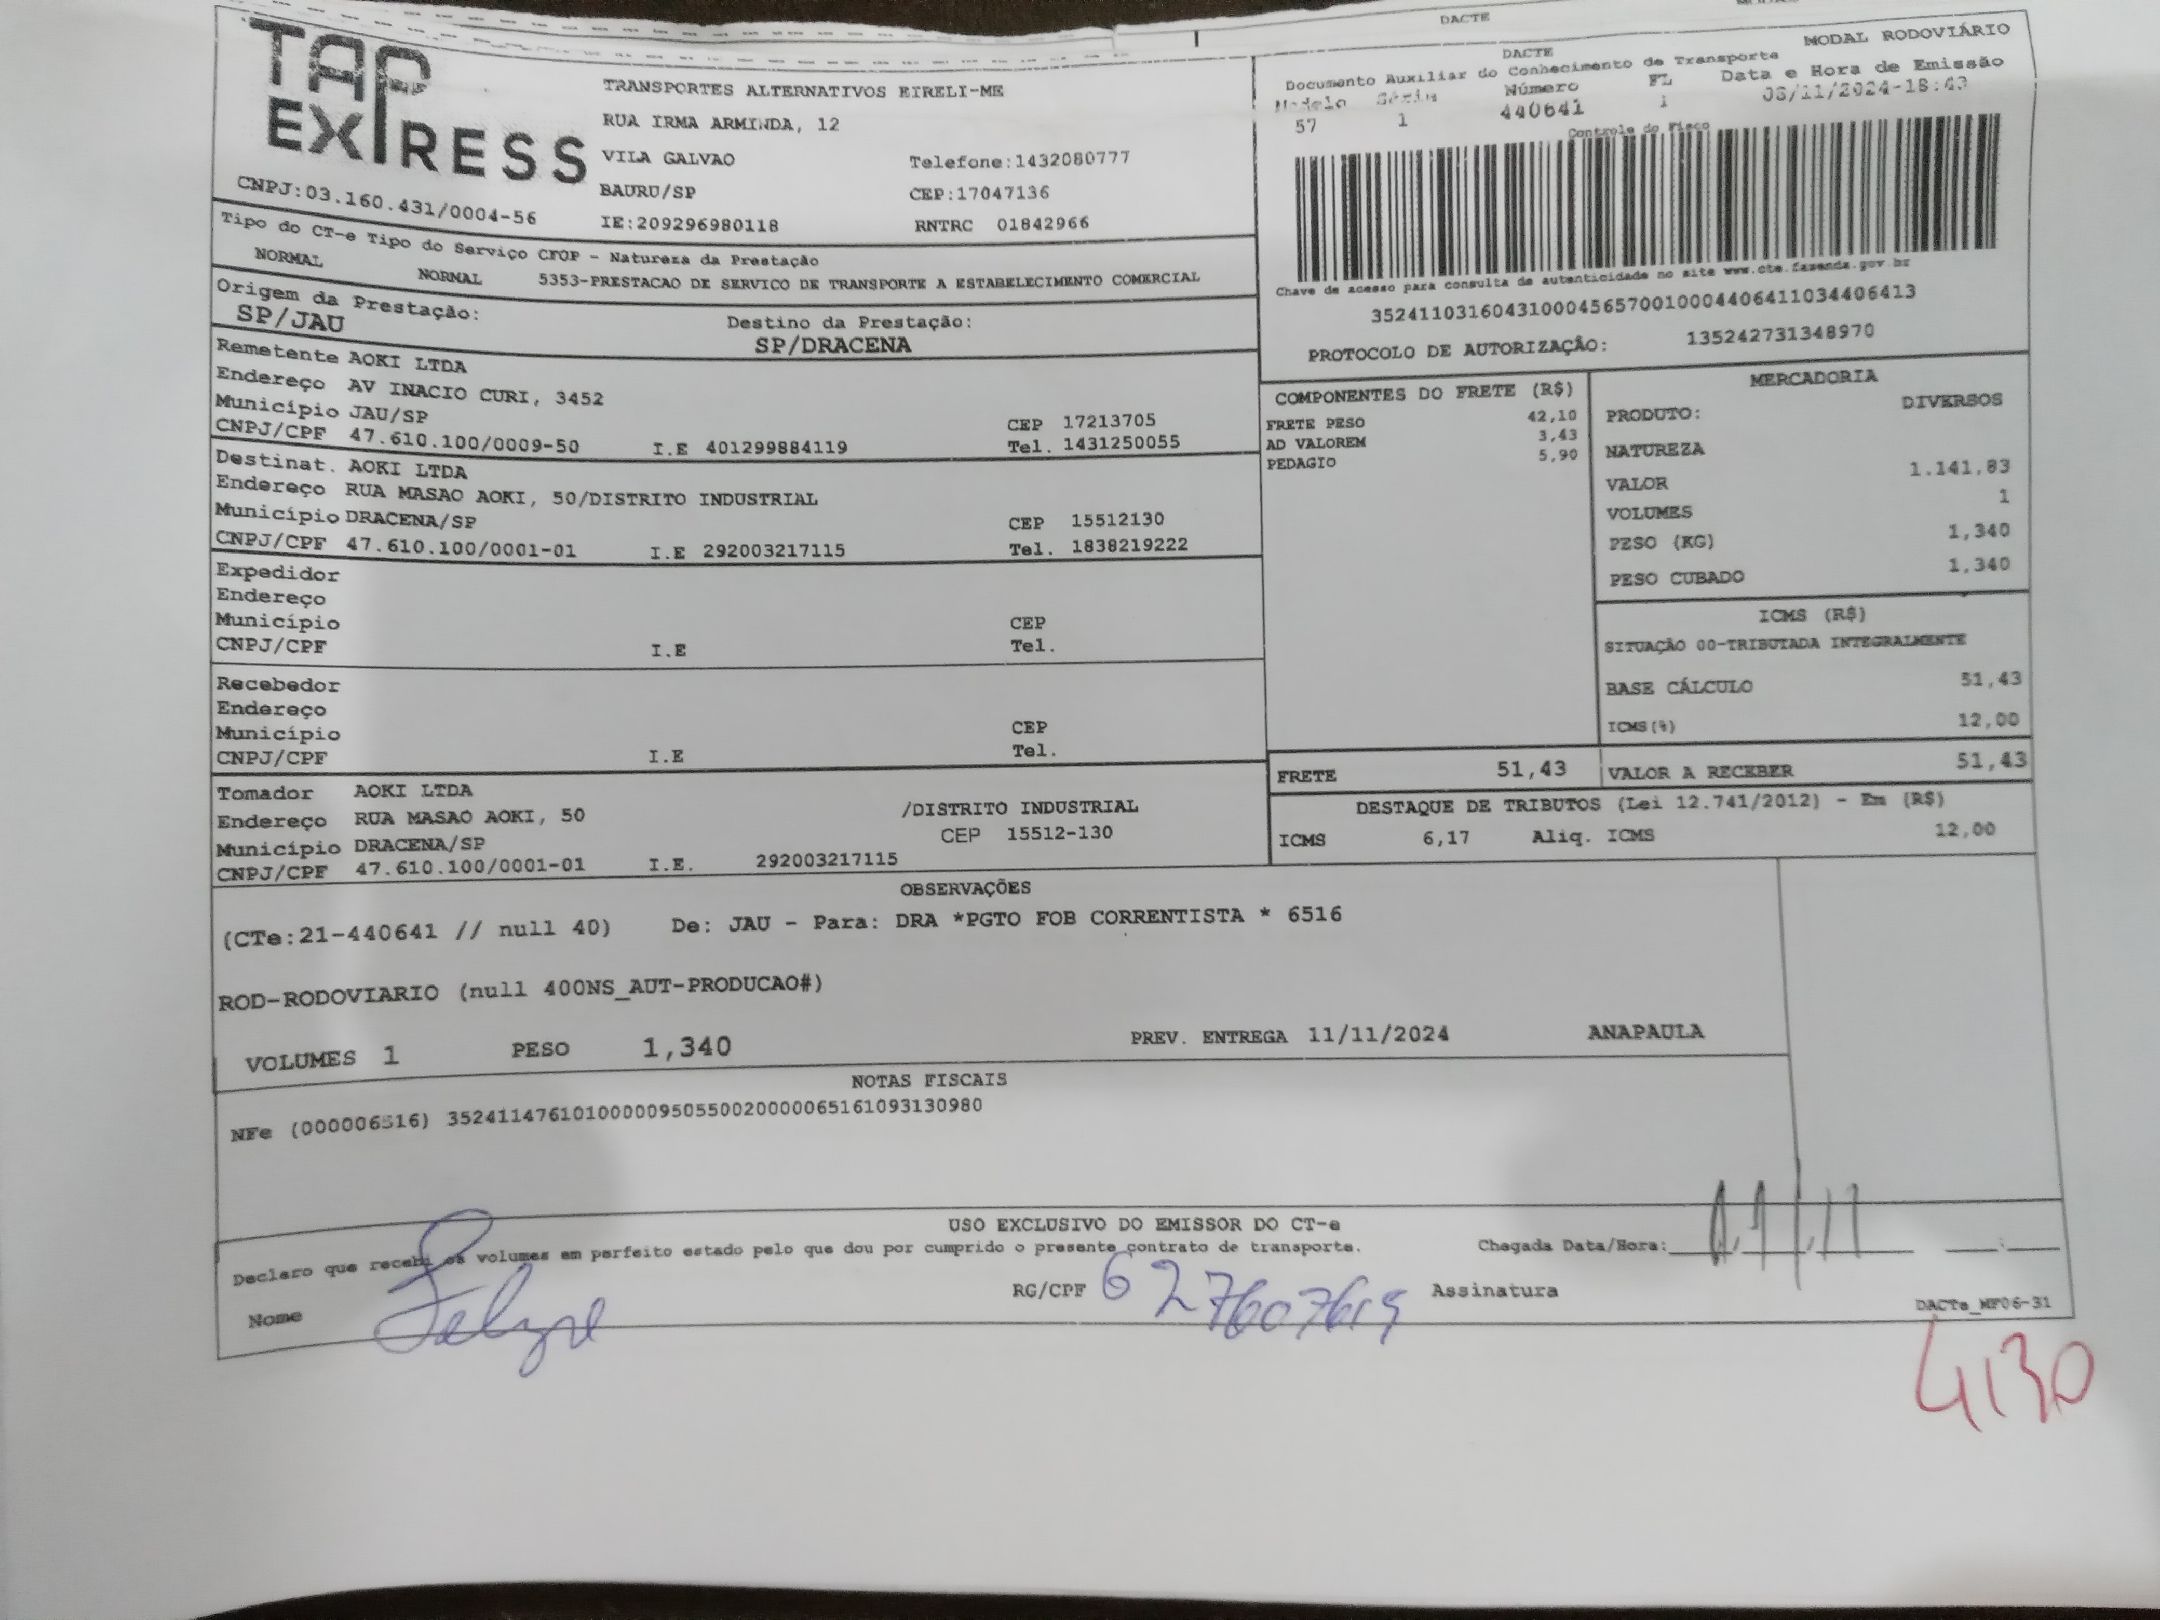 DACTE
TAP EXPRESS
TRANSPORTES ALTERNATIVOS EIRELI-ME
RUA IRMA ARMINDA, 12
VILA GALVAO Telefone:1432080777
BAURU/SP CEP:17047136
CNPJ:03.160.431/0004-56 IE:209296980118 RNTRC 01842966
DACTE MODAL RODOVIÁRIO
Documento Auxiliar do Conhecimento de Transporte
Modelo Série Número FL Data e Hora de Emissão
57 1 440641 1 08/11/2024-18:43
Controle do Fisco
Chave de acesso para consulta de autenticidade no site www.cte.fazenda.gov.br
35241103160431000456570010004406411034406413
PROTOCOLO DE AUTORIZAÇÃO: 135242731348970
Tipo do CT-e Tipo do Serviço CFOP - Natureza da Prestação
NORMAL NORMAL 5353-PRESTACAO DE SERVICO DE TRANSPORTE A ESTABELECIMENTO COMERCIAL
Origem da Prestação: Destino da Prestação:
SP/JAU SP/DRACENA
Remetente AOKI LTDA
Endereço AV INACIO CURI, 3452
Município JAU/SP CEP 17213705
CNPJ/CPF 47.610.100/0009-50 I.E 401299884119 Tel. 1431250055
Destinat. AOKI LTDA
Endereço RUA MASAO AOKI, 50/DISTRITO INDUSTRIAL
Município DRACENA/SP CEP 15512130
CNPJ/CPF 47.610.100/0001-01 I.E 292003217115 Tel. 1838219222
Expedidor
Endereço
Município CEP
CNPJ/CPF I.E Tel.
Recebedor
Endereço
Município CEP
CNPJ/CPF I.E Tel.
Tomador AOKI LTDA
Endereço RUA MASAO AOKI, 50 /DISTRITO INDUSTRIAL
Município DRACENA/SP CEP 15512-130
CNPJ/CPF 47.610.100/0001-01 I.E. 292003217115
COMPONENTES DO FRETE (R$)
FRETE PESO 42,10
AD VALOREM 3,43
PEDAGIO 5,90
MERCADORIA
PRODUTO: DIVERSOS
NATUREZA
VALOR 1.141,83
VOLUMES 1
PESO (KG) 1,340
PESO CUBADO 1,340
ICMS (R$)
SITUAÇÃO 00-TRIBUTADA INTEGRALMENTE
BASE CÁLCULO 51,43
ICMS(%) 12,00
FRETE 51,43 VALOR A RECEBER 51,43
DESTAQUE DE TRIBUTOS (Lei 12.741/2012) - Em (R$)
ICMS 6,17 Aliq. ICMS 12,00
OBSERVAÇÕES
(CTe:21-440641 // null 40) De: JAU - Para: DRA *PGTO FOB CORRENTISTA * 6516
ROD-RODOVIARIO (null 400NS_AUT-PRODUCAO#)
VOLUMES 1 PESO 1,340 PREV. ENTREGA 11/11/2024 ANAPAULA
NOTAS FISCAIS
NFe (000006516) 35241147610100000950550020000065161093130980
USO EXCLUSIVO DO EMISSOR DO CT-e
Declaro que recebi os volumes em perfeito estado pelo que dou por cumprido o presente contrato de transporte. Chegada Data/Hora:
Nome Felipe RG/CPF Assinatura
DACTe_MF06-31
4130